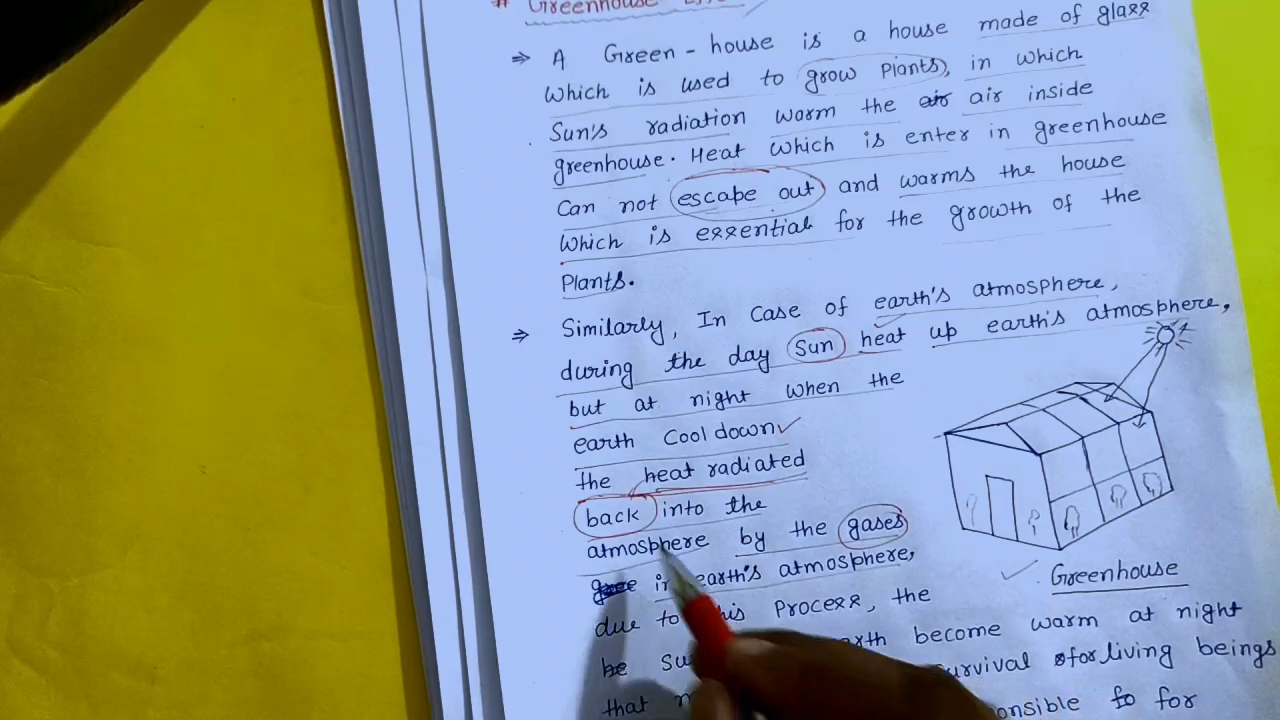 # Greenhouse
⇒ A Green-house is a house made of glass
which is used to grow Plants, in which
Sun's radiation warm the air inside
greenhouse. Heat which is enter in greenhouse
Can not escape out and warms the house
which is essential for the growth of the
Plants.
⇒ Similarly, In Case of earth's atmosphere,
during the day Sun heat up earth's atmosphere,
but at night when the
earth Cool down
the heat radiated
back into the
atmosphere by the gases
in earth's atmosphere,
due to this Process, the
become warm at night
be survival for living beings
that for
Greenhouse